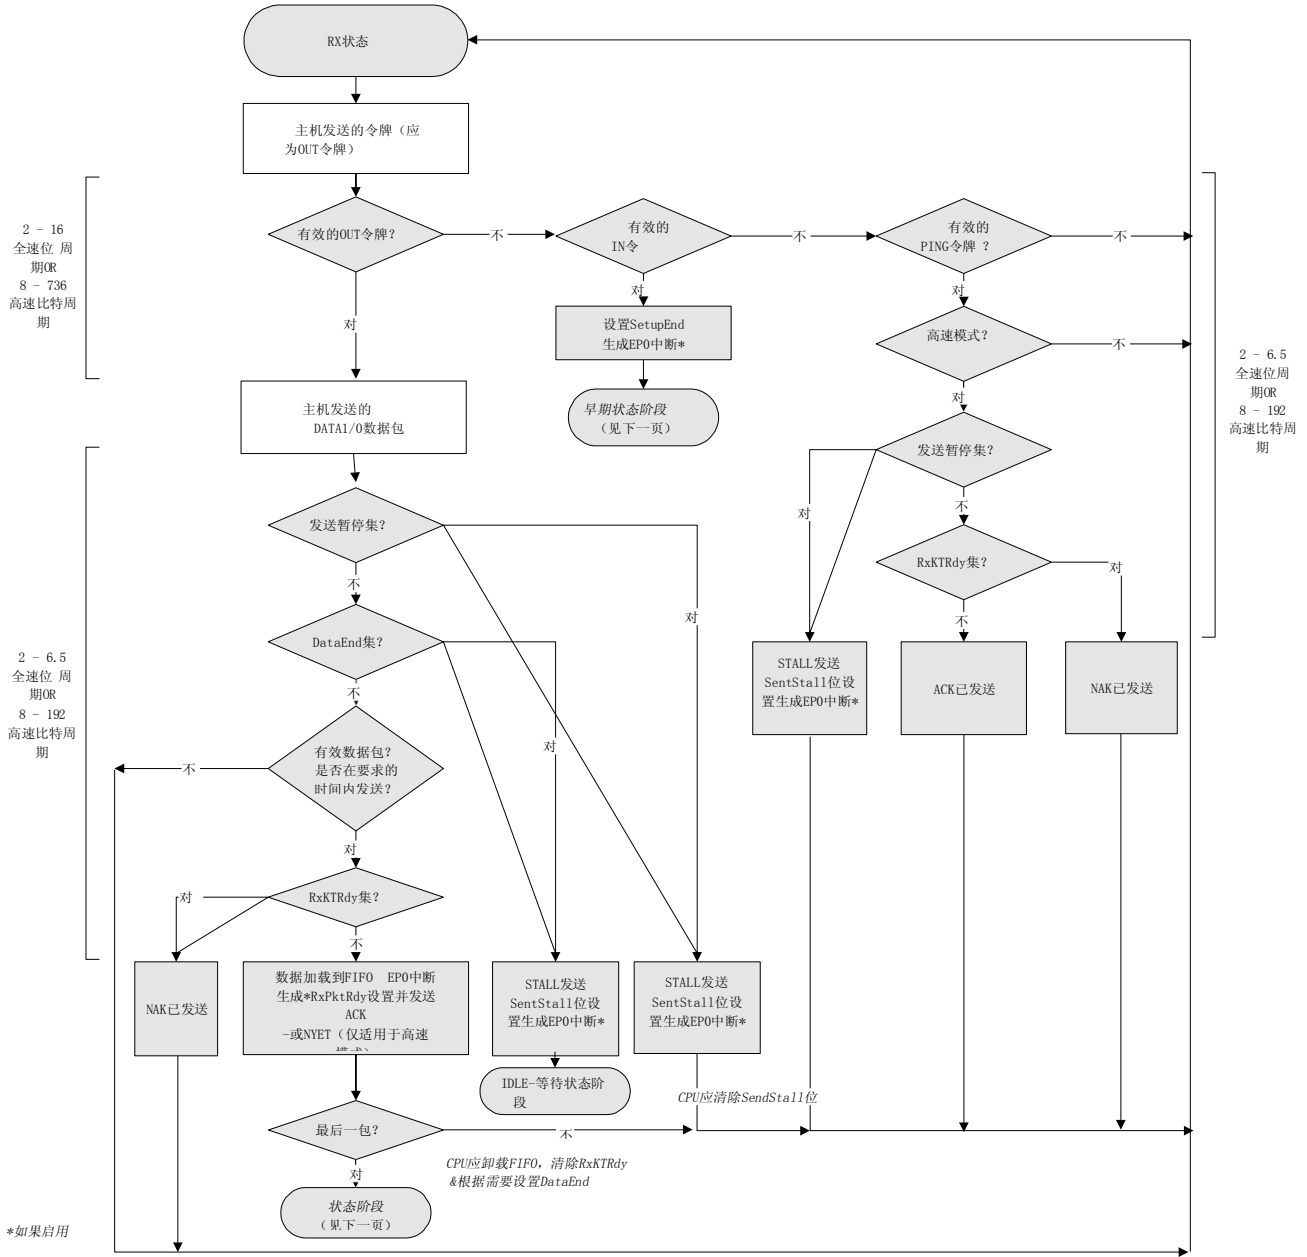 RX状态
主机发送的令牌（应
为OUT令牌）
2 - 16
全速位 周
期OR
8 - 736
高速比特周
期
有效的OUT令牌?
不
有效的
IN令
不
有效的
PING令牌 ?
不
对
对
对
设置SetupEnd
生成EP0中断*
高速模式?
不
早期状态阶段
（见下一页）
对
2 - 6.5
全速位周
期OR
8 - 192
高速比特周
期
主机发送的
DATA1/0数据包
发送暂停集?
对
不
发送暂停集?
不
对
RxKTRdy集?
对
不
DataEnd集?
不
对
STALL发送
SentStall位设
置生成EP0中断*
ACK已发送
NAK已发送
2 - 6.5
全速位 周
期OR
8 - 192
高速比特周
期
有效数据包?
是否在要求的
时间内发送?
不
对
RxKTRdy集?
对
不
NAK已发送
数据加载到FIFO EP0中断
生成*RxPktRdy设置并发送
ACK
-或NYET（仅适用于高速
STALL发送
SentStall位设
置生成EP0中断*
STALL发送
SentStall位设
置生成EP0中断*
IDLE-等待状态阶
段
CPU应清除SendStall位
最后一包?
不
对
CPU应卸载FIFO，清除RxKTRdy
&根据需要设置DataEnd
状态阶段
（见下一页）
*如果启用